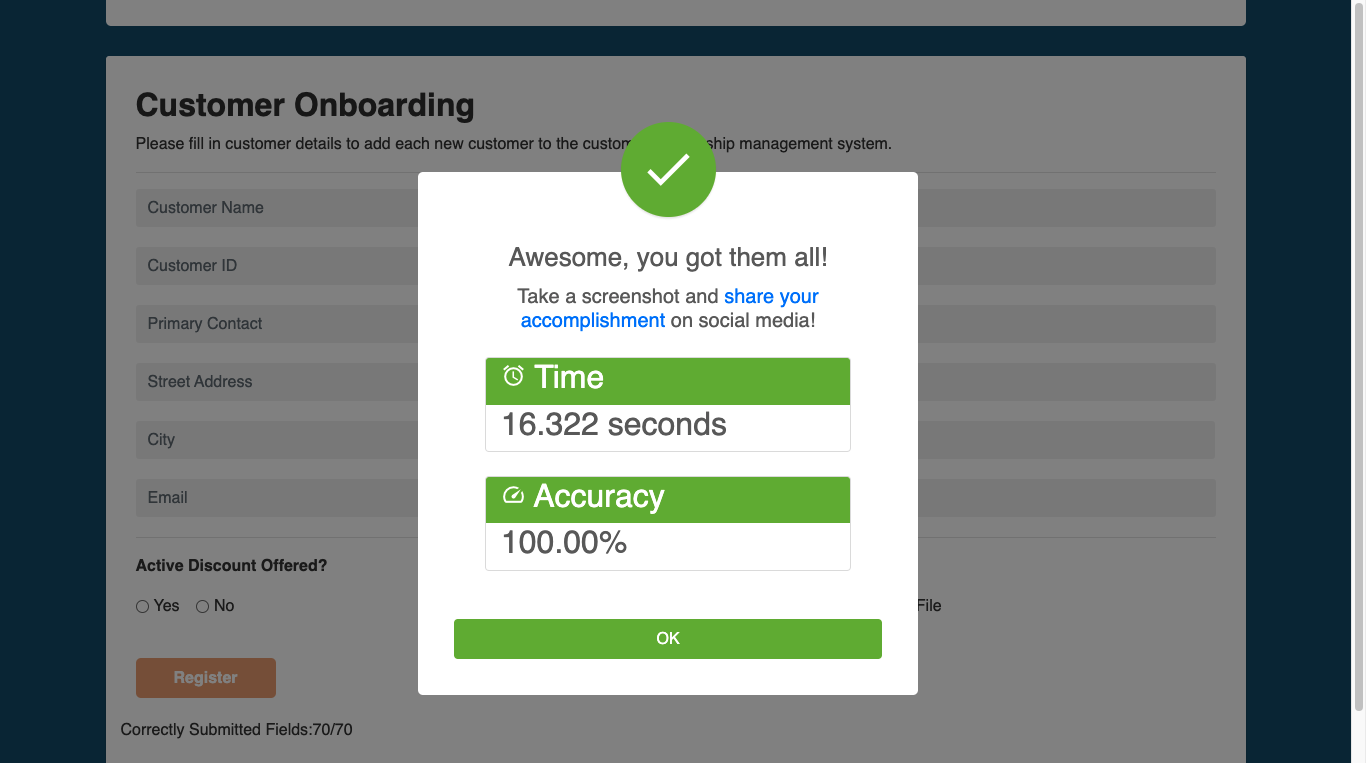 Customer Onboarding
Please fill in customer details to add each new customer to the custom ship management system.
Customer Name
Customer ID
Primary Contact
Street Address
City
Email
Active Discount Offered?
Yes No
File
Register
Correctly Submitted Fields:70/70
Awesome, you got them all!
Take a screenshot and share your
accomplishment on social media!
Time
16.322 seconds
Accuracy
100.00%
OK